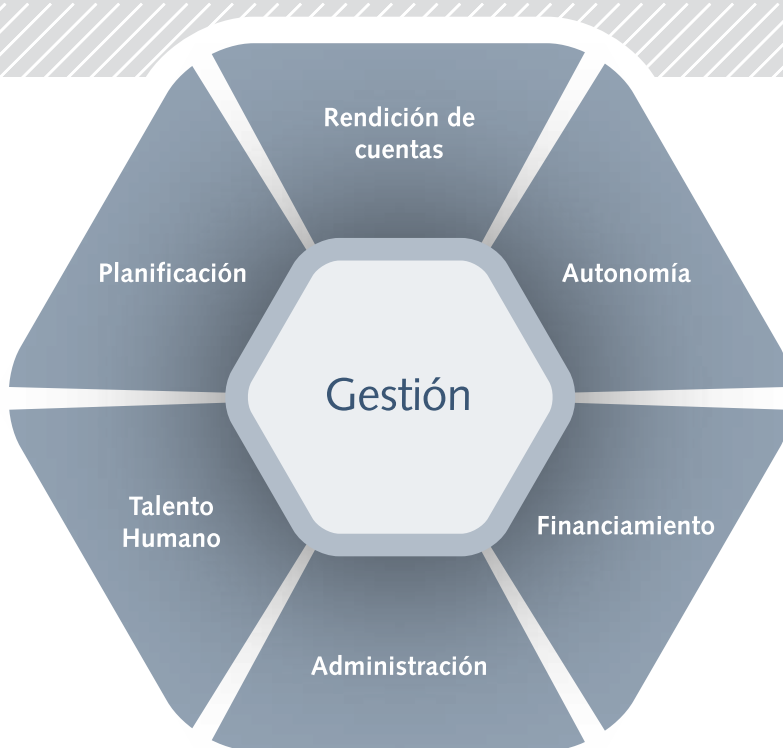 Rendición de
cuentas
Planificación
Autonomía
Gestión
Talento
Humano
Financiamiento
Administración